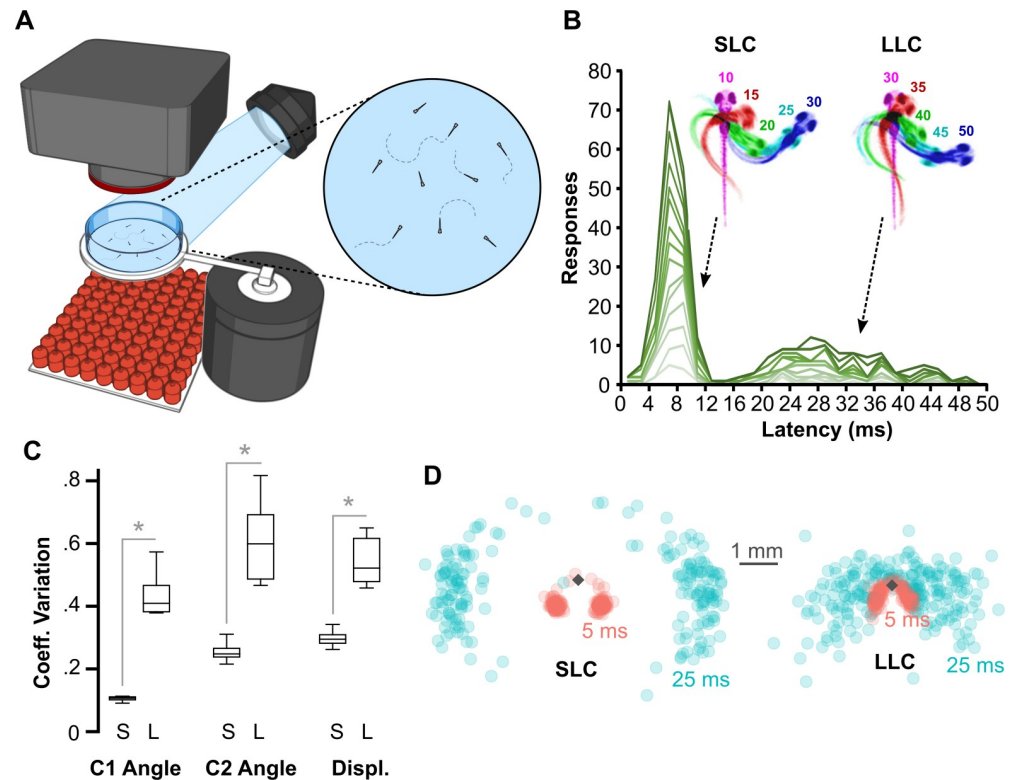 A
B
SLC
LLC
10
15
20
25
30
30
35
40
45
50
Responses
80
70
60
50
40
30
20
10
0
0 4 8 12 16 20 24 28 32 36 40 44 48 50
Latency (ms)
C
Coeff. Variation
.8
.6
.4
.2
0
* * *
S L S L S L
C1 Angle C2 Angle Displ.
D
1 mm
5 ms
SLC
25 ms
5 ms
LLC
25 ms